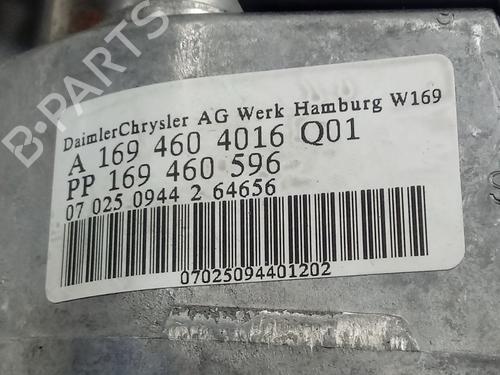 B-PARTS
DaimlerChrysler AG Werk Hamburg W169
A 169 460 4016 Q01
PP 169 460 596
07 025 0944 2 64656
07025094401202